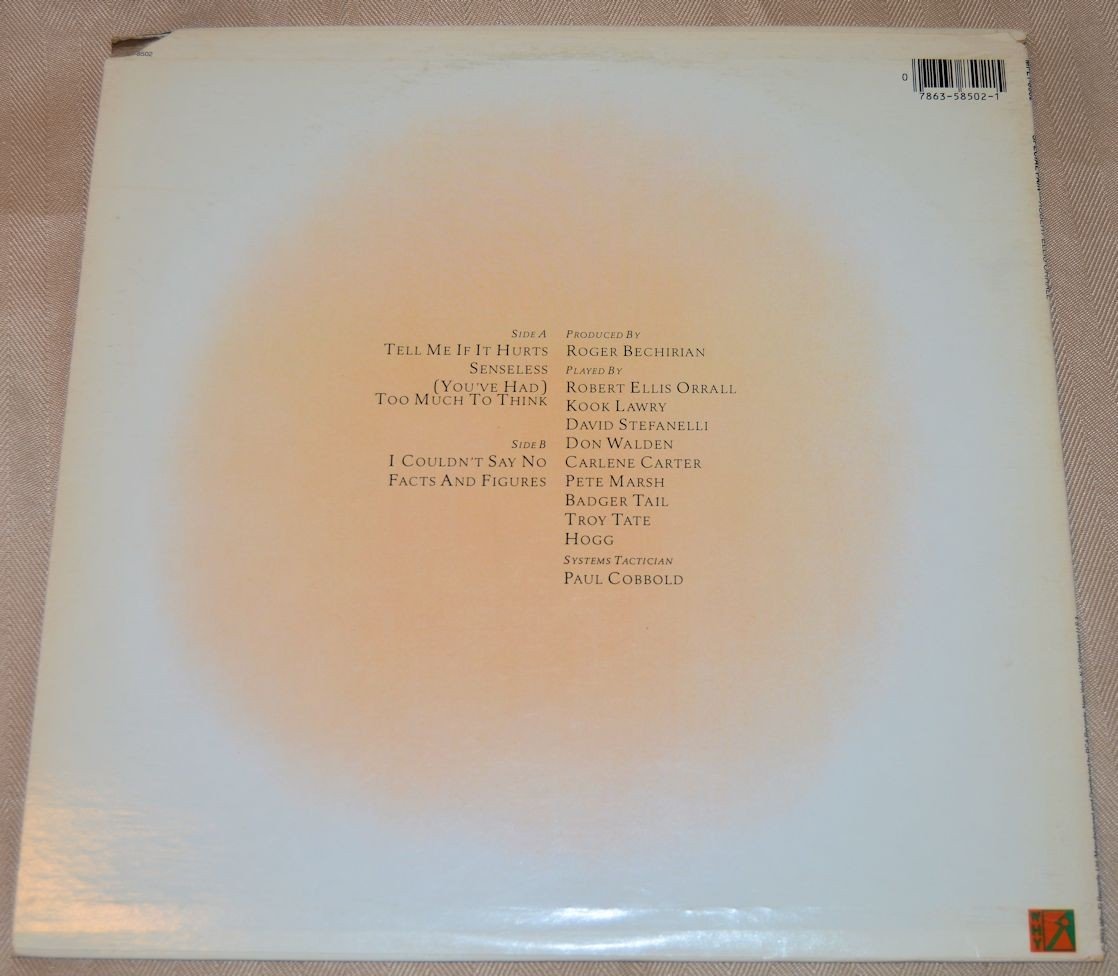 8502
0
7863-58502-1
SIDE A
TELL ME IF IT HURTS
SENSELESS
(YOU'VE HAD)
TOO MUCH TO THINK
SIDE B
I COULDN'T SAY NO
FACTS AND FIGURES
PRODUCED BY
ROGER BECHIRIAN
PLAYED BY
ROBERT ELLIS ORRALL
KOOK LAWRY
DAVID STEFANELLI
DON WALDEN
CARLENE CARTER
PETE MARSH
BADGER TAIL
TROY TATE
HOGG
SYSTEMS TACTICIAN
PAUL COBBOLD
WHY